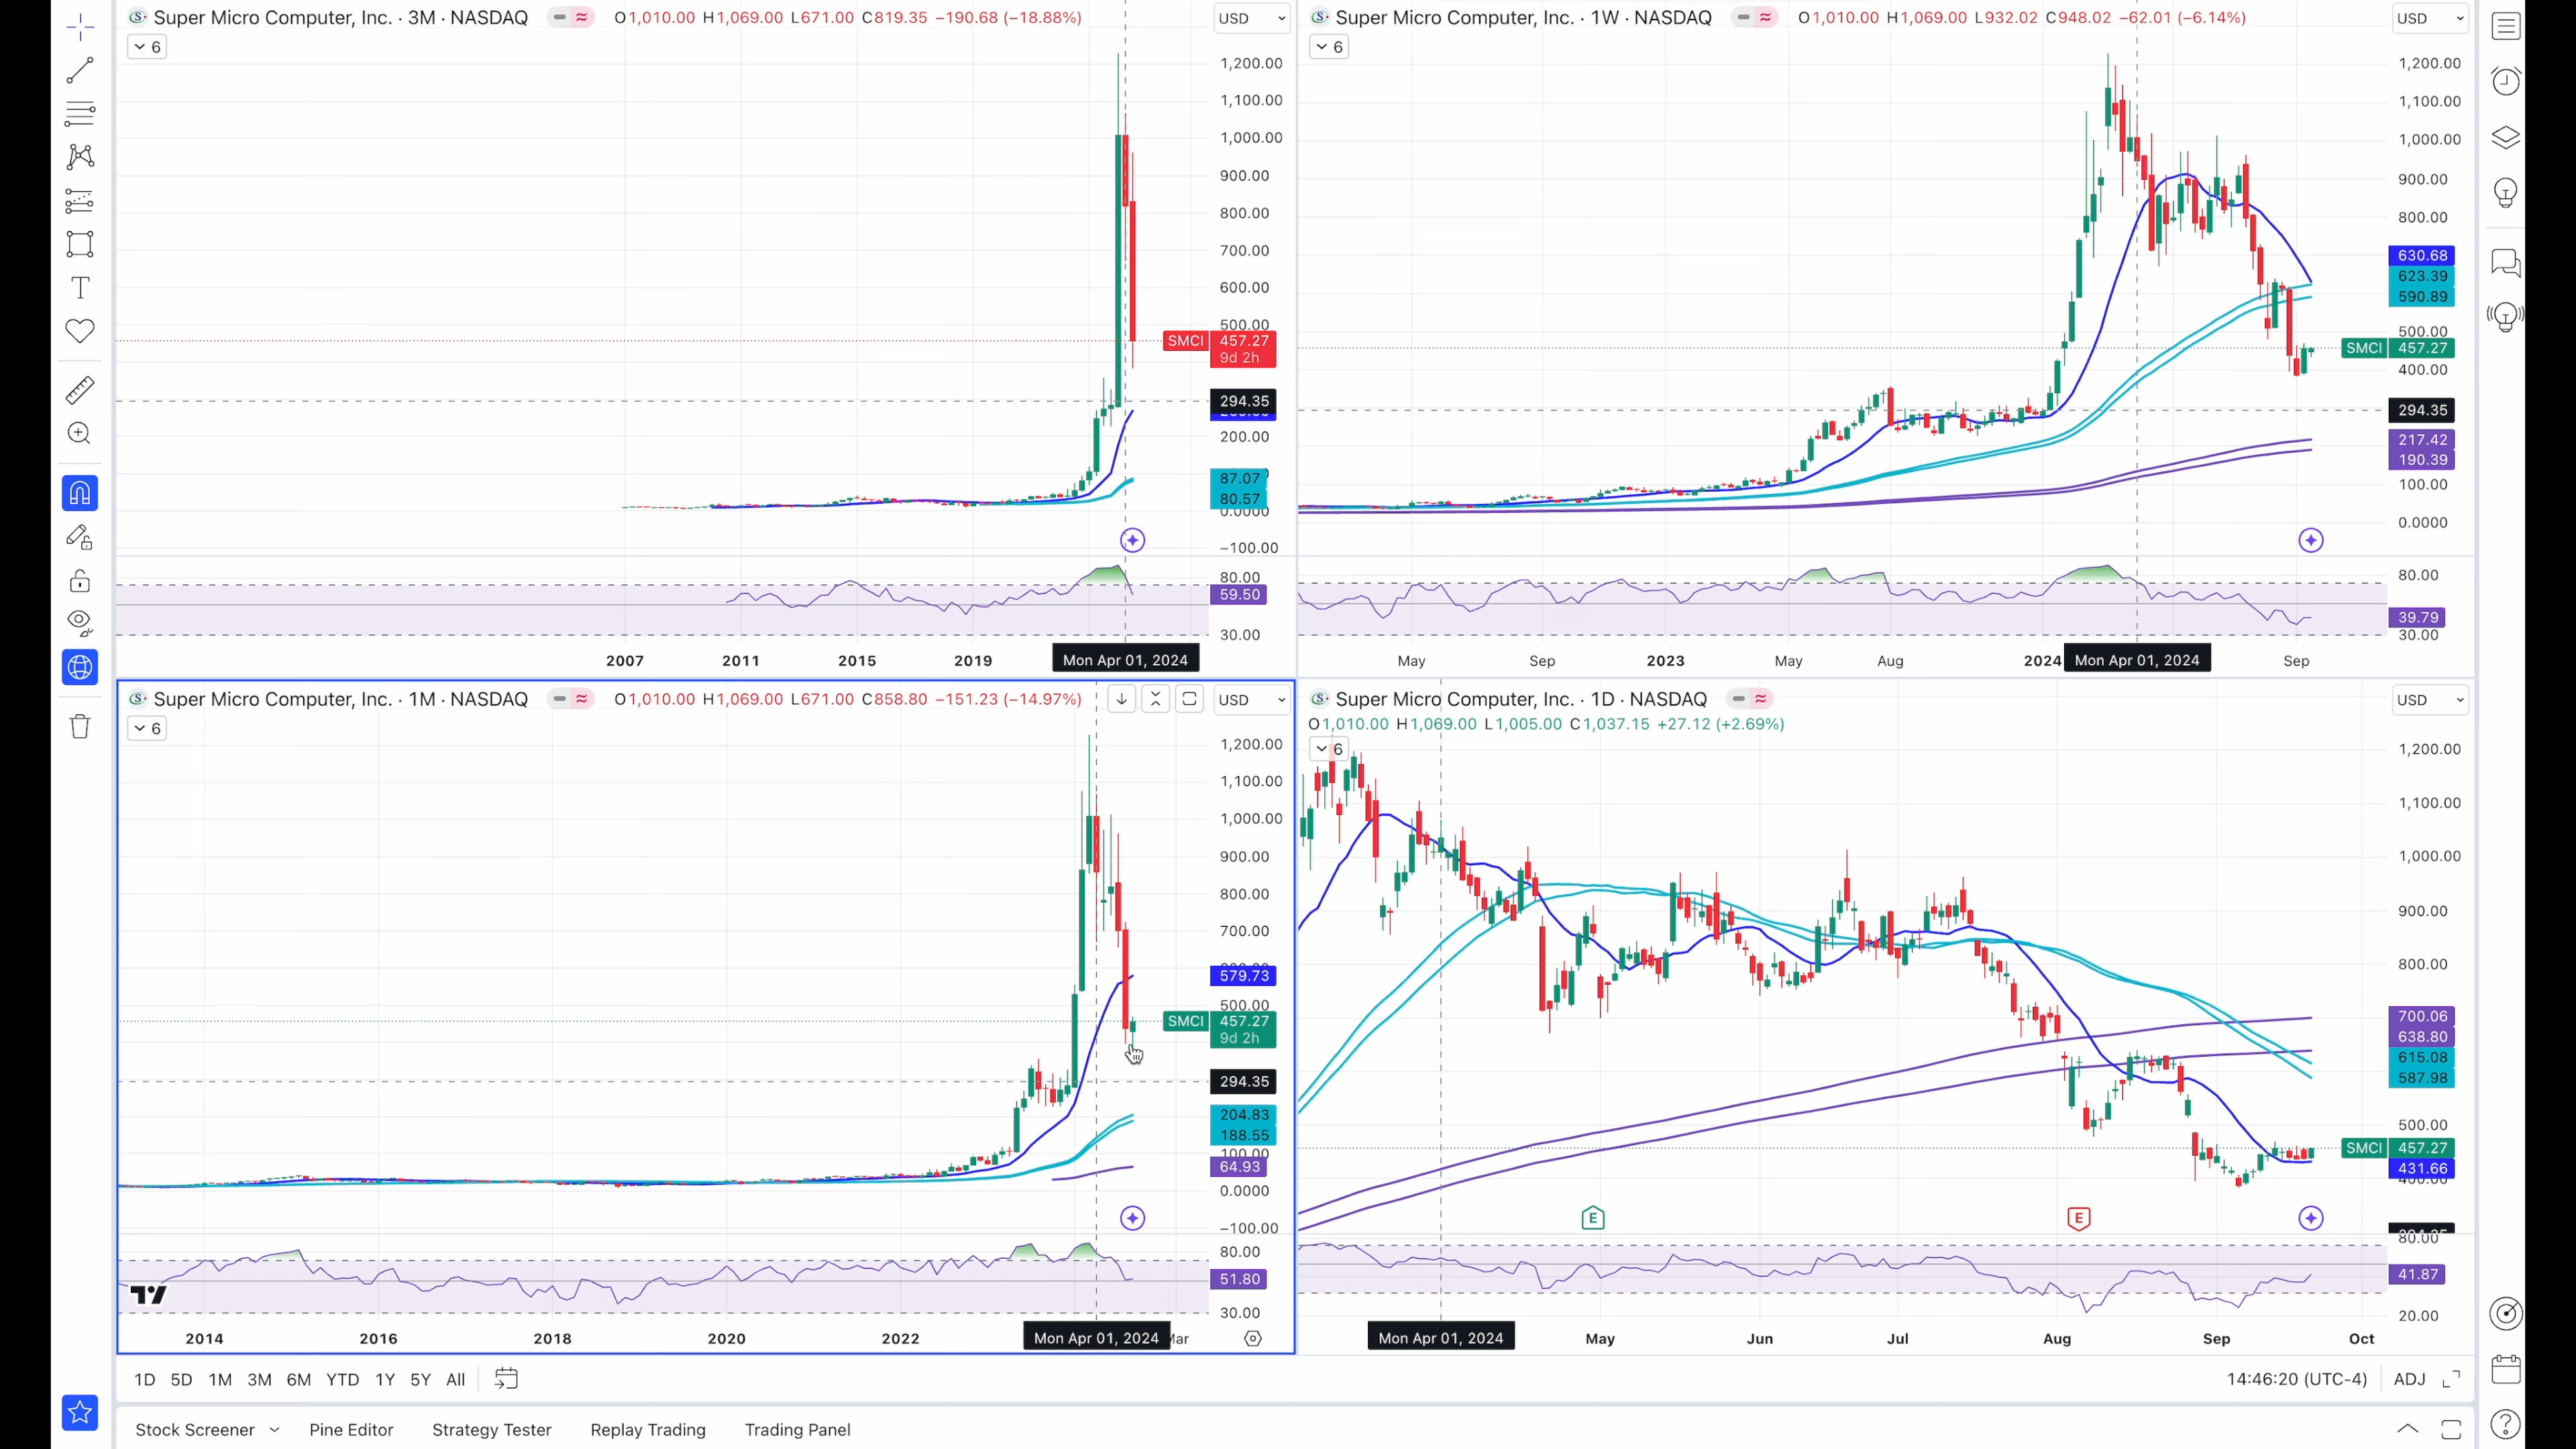 Super Micro Computer, Inc. · 3M · NASDAQ
O1,010.00 H1,069.00 L671.00 C819.35 −190.68 (−18.88%)
USD
6
1,200.00
1,100.00
1,000.00
900.00
800.00
700.00
600.00
500.00
SMCI 457.27
9d 2h
294.35
200.00
87.07
80.57
0.0000
−100.00
80.00
59.50
30.00
2007 2011 2015 2019 Mon Apr 01, 2024
Super Micro Computer, Inc. · 1W · NASDAQ
O1,010.00 H1,069.00 L932.02 C948.02 −62.01 (−6.14%)
USD
6
1,200.00
1,100.00
1,000.00
900.00
800.00
630.68
623.39
590.89
500.00
SMCI 457.27
400.00
294.35
217.42
190.39
100.00
0.0000
80.00
39.79
30.00
May Sep 2023 May Aug 2024 Mon Apr 01, 2024 Sep
Super Micro Computer, Inc. · 1M · NASDAQ
O1,010.00 H1,069.00 L671.00 C858.80 −151.23 (−14.97%)
USD
6
1,200.00
1,100.00
1,000.00
900.00
800.00
700.00
579.73
500.00
SMCI 457.27
9d 2h
294.35
204.83
188.55
100.00
64.93
0.0000
−100.00
80.00
51.80
30.00
2014 2016 2018 2020 2022 Mon Apr 01, 2024
Super Micro Computer, Inc. · 1D · NASDAQ
O1,010.00 H1,069.00 L1,005.00 C1,037.15 +27.12 (+2.69%)
USD
6
1,200.00
1,100.00
1,000.00
900.00
800.00
700.06
638.80
615.08
587.98
500.00
SMCI 457.27
431.66
400.00
E E
80.00
41.87
20.00
Mon Apr 01, 2024 May Jun Jul Aug Sep Oct
1D 5D 1M 3M 6M YTD 1Y 5Y All
14:46:20 (UTC-4) ADJ
Stock Screener Pine Editor Strategy Tester Replay Trading Trading Panel